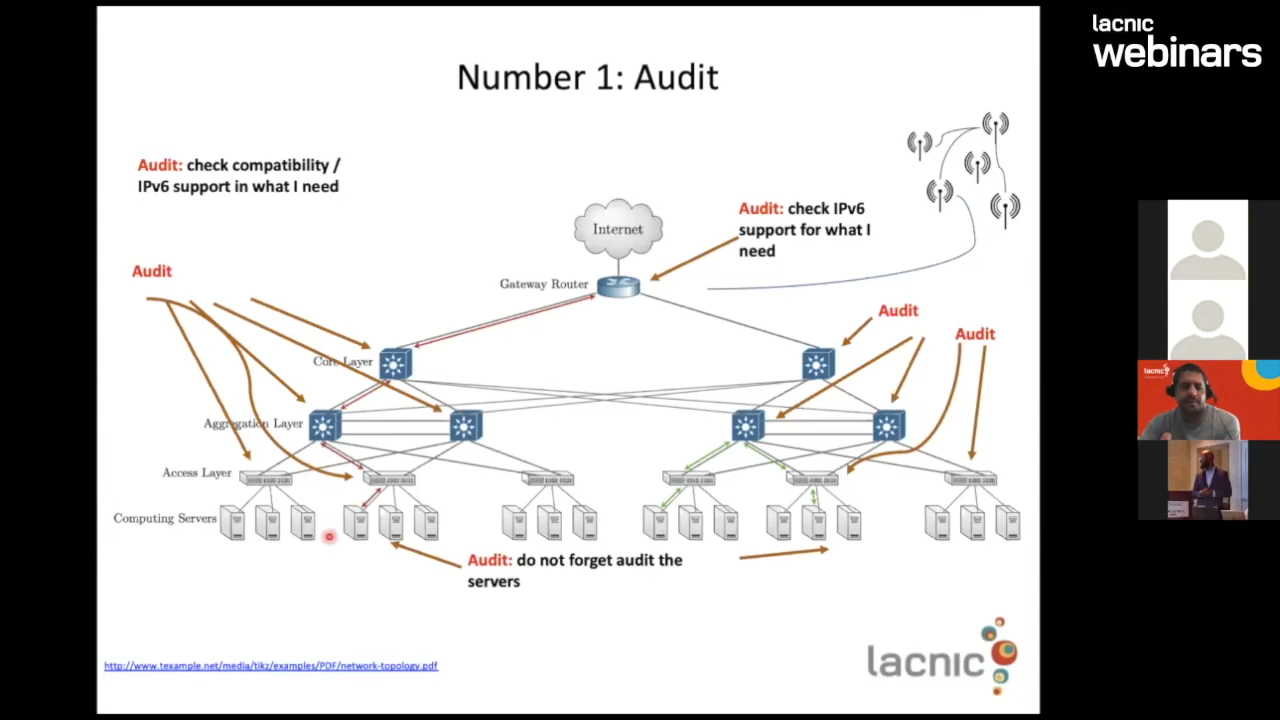 lacnic
webinars
Number 1: Audit
Audit: check compatibility /
IPv6 support in what I need
Audit: check IPv6
support for what I
need
Internet
Audit
Gateway Router
Audit
Audit
Core Layer
Aggregation Layer
Access Layer
Computing Servers
Audit: do not forget audit the
servers
http://www.texample.net/media/tikz/examples/PDF/network-topology.pdf
lacnic
lacnic